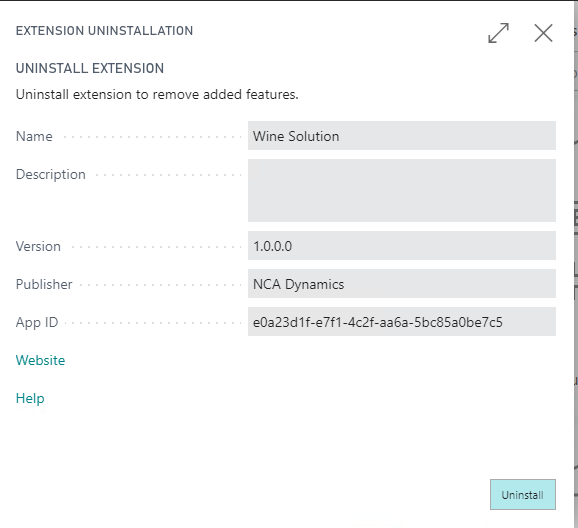 EXTENSION UNINSTALLATION
UNINSTALL EXTENSION
Uninstall extension to remove added features.
Name Wine Solution
Description
Version 1.0.0.0
Publisher NCA Dynamics
App ID e0a23d1f-e7f1-4c2f-aa6a-5bc85a0be7c5
Website
Help
Uninstall